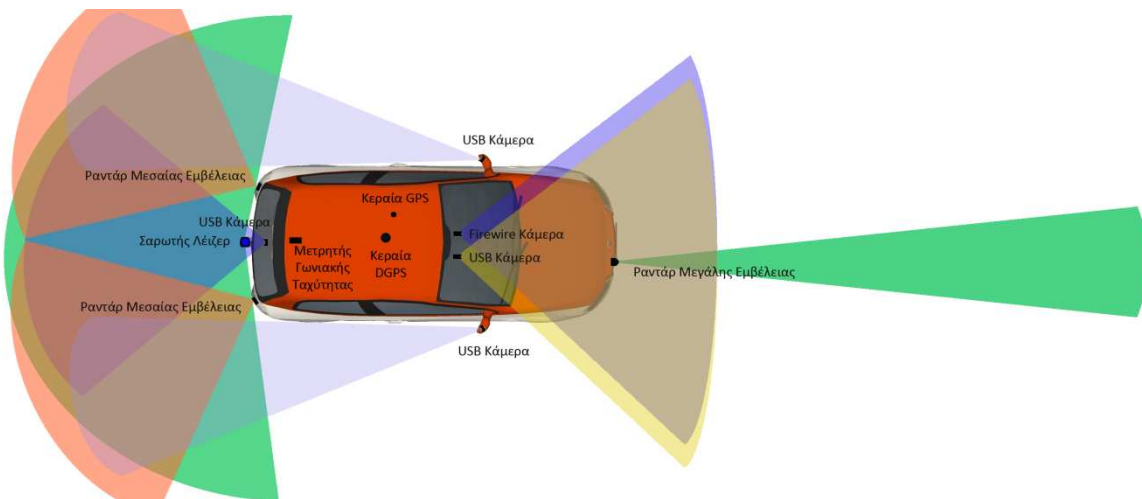 USB Κάμερα
Ραντάρ Μεσαίας Εμβέλειας
Κεραία GPS
USB Κάμερα
Firewire Κάμερα
Σαρωτής Λέιζερ
Μετρητής
Γωνιακής
Ταχύτητας
Κεραία
DGPS
USB Κάμερα
Ραντάρ Μεγάλης Εμβέλειας
Ραντάρ Μεσαίας Εμβέλειας
USB Κάμερα